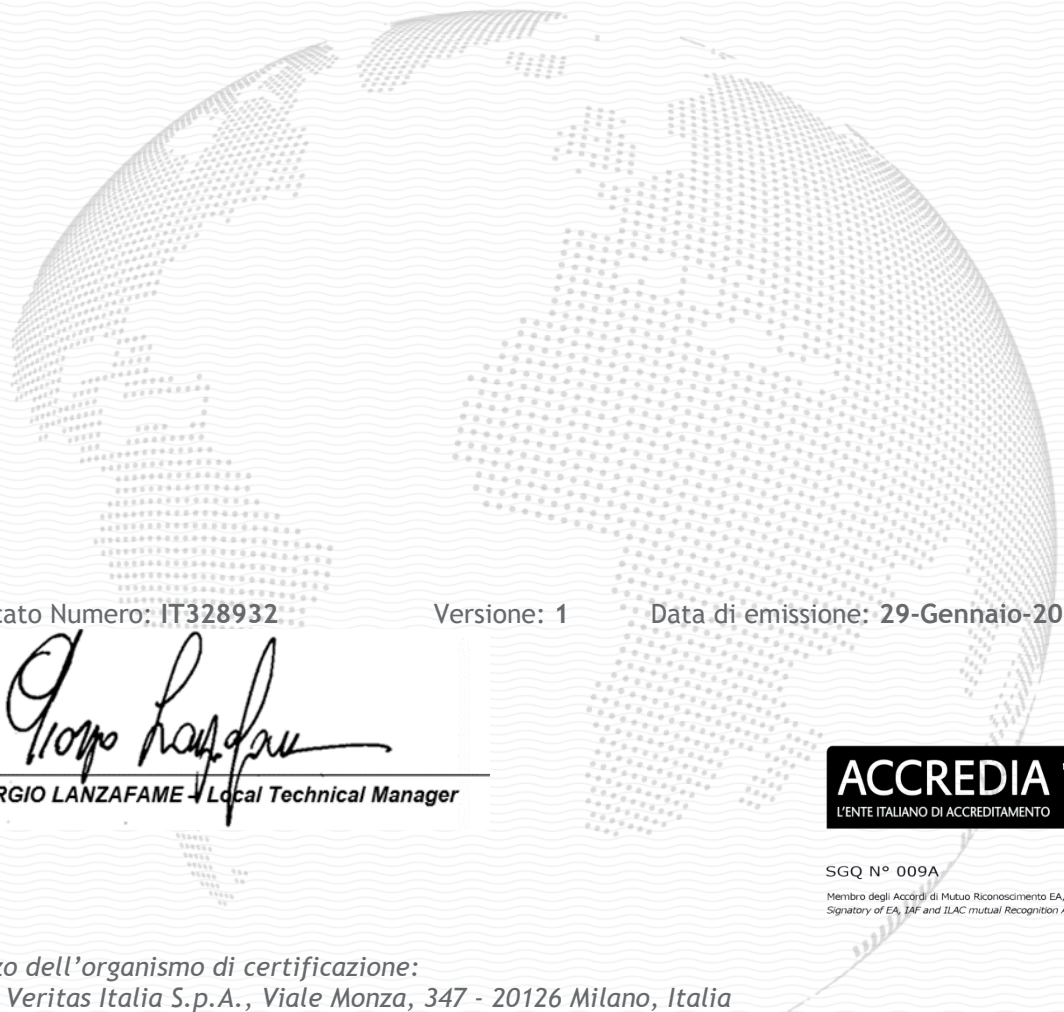 cato Numero: IT328932 Versione: 1 Data di emissione: 29-Gennaio-20
RGIO LANZAFAME - Local Technical Manager
ACCREDIA
L'ENTE ITALIANO DI ACCREDITAMENTO
SGQ N° 009A
Membro degli Accordi di Mutuo Riconoscimento EA,
Signatory of EA, IAF and ILAC mutual Recognition A
zo dell'organismo di certificazione:
Veritas Italia S.p.A., Viale Monza, 347 - 20126 Milano, Italia